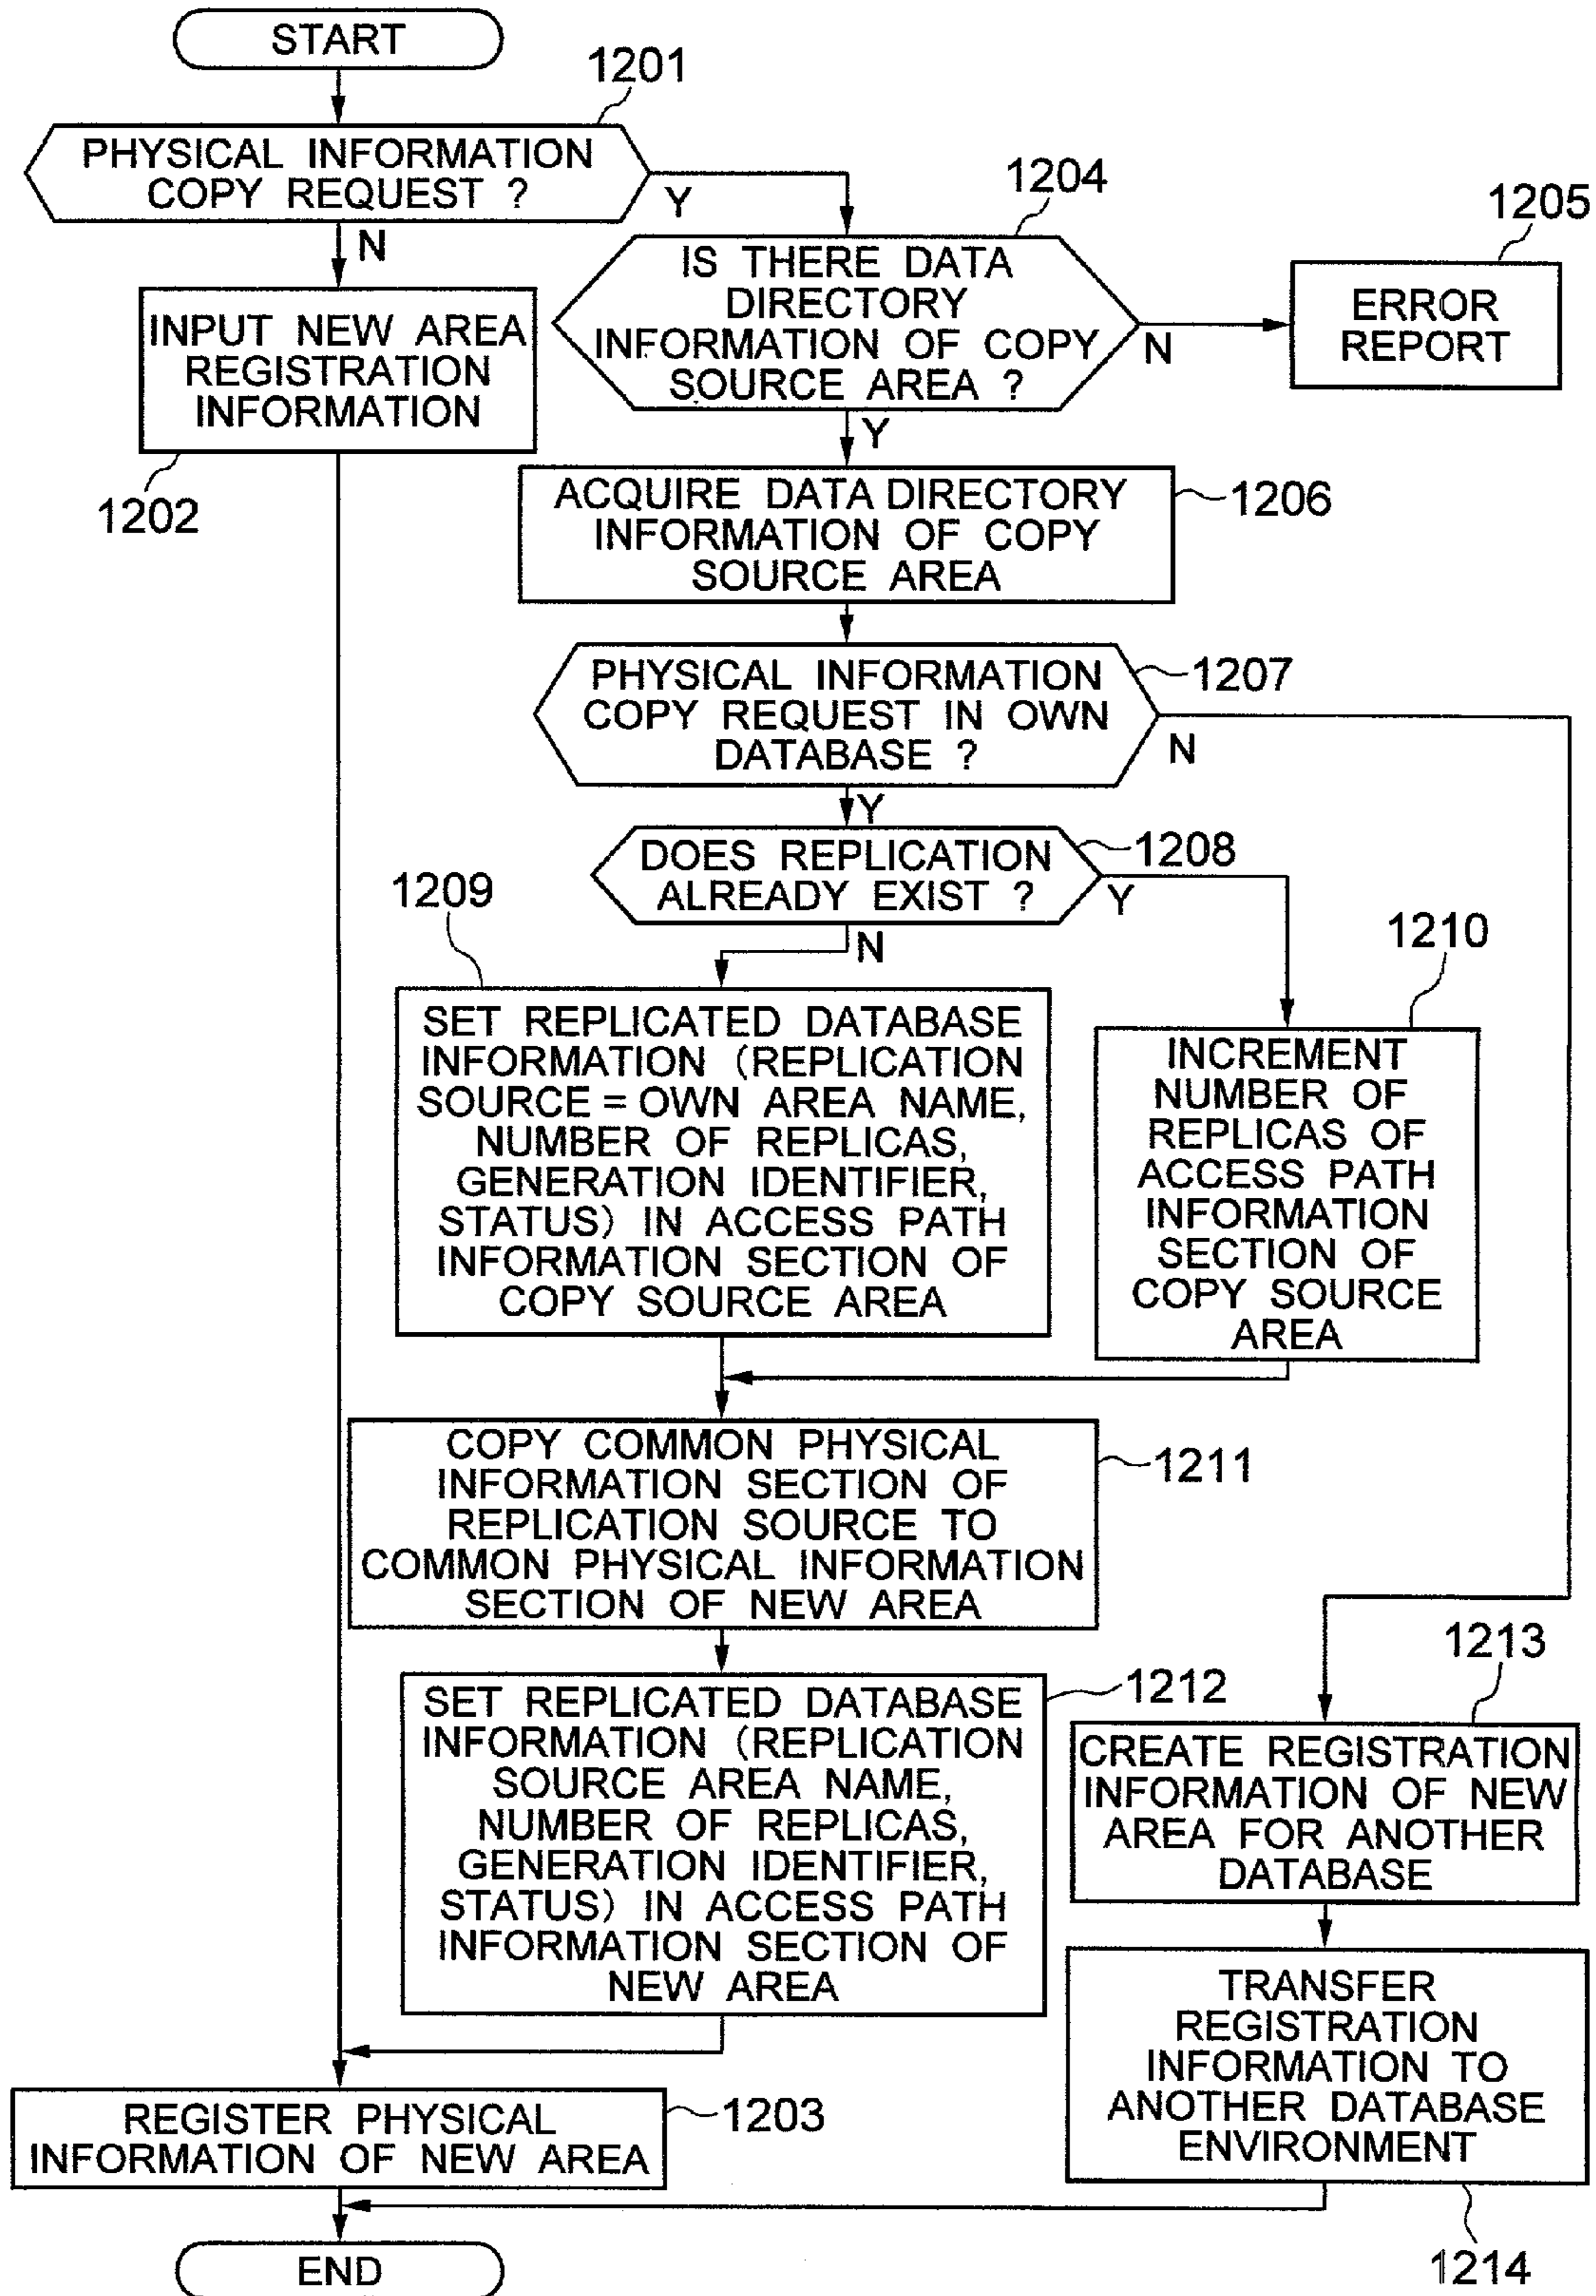 START
1201
PHYSICAL INFORMATION
COPY REQUEST ?
Y
N
1204
1205
IS THERE DATA
DIRECTORY
INFORMATION OF COPY
SOURCE AREA ?
N
Y
ERROR
REPORT
INPUT NEW AREA
REGISTRATION
INFORMATION
1202
ACQUIRE DATA DIRECTORY
INFORMATION OF COPY
SOURCE AREA
1206
PHYSICAL INFORMATION
COPY REQUEST IN OWN
DATABASE ?
1207
N
Y
DOES REPLICATION
ALREADY EXIST ?
1208
Y
N
1209
1210
SET REPLICATED DATABASE
INFORMATION (REPLICATION
SOURCE = OWN AREA NAME,
NUMBER OF REPLICAS,
GENERATION IDENTIFIER,
STATUS) IN ACCESS PATH
INFORMATION SECTION OF
COPY SOURCE AREA
INCREMENT
NUMBER OF
REPLICAS OF
ACCESS PATH
INFORMATION
SECTION OF
COPY SOURCE
AREA
COPY COMMON PHYSICAL
INFORMATION SECTION OF
REPLICATION SOURCE TO
COMMON PHYSICAL INFORMATION
SECTION OF NEW AREA
1211
SET REPLICATED DATABASE
INFORMATION (REPLICATION
SOURCE AREA NAME,
NUMBER OF REPLICAS,
GENERATION IDENTIFIER,
STATUS) IN ACCESS PATH
INFORMATION SECTION OF
NEW AREA
1212
1213
CREATE REGISTRATION
INFORMATION OF NEW
AREA FOR ANOTHER
DATABASE
TRANSFER
REGISTRATION
INFORMATION TO
ANOTHER DATABASE
ENVIRONMENT
1214
REGISTER PHYSICAL
INFORMATION OF NEW AREA
1203
END